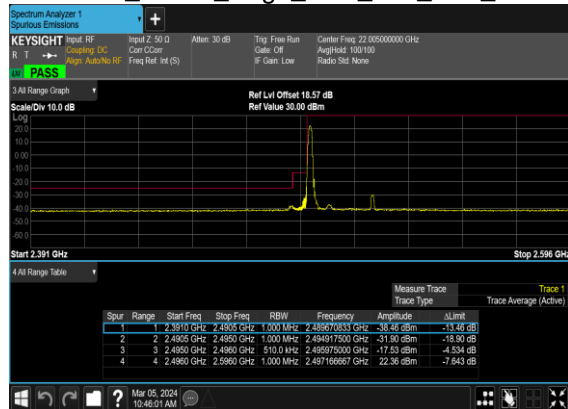 Spectrum Analyzer 1
Spurious Emissions
+
KEYSIGHT Input: RF Input Z: 50 Ω Atten: 30 dB Trig: Free Run Center Freq: 22.005000000 GHz
R T Coupling: DC Corr CCorr Gate: Off Avg|Hold: 100/100
Align: Auto/No RF Freq Ref: Int (S) IF Gain: Low Radio Std: None
PASS
3 All Range Graph
Ref Lvl Offset 18.57 dB
Scale/Div 10.0 dB Ref Value 30.00 dBm
Log
20.0
10.0
0.00
-10.0
-20.0
-30.0
-40.0
-50.0
-60.0
Start 2.391 GHz Stop 2.596 GHz
4 All Range Table
Measure Trace Trace 1
Trace Type Trace Average (Active)
Spur Range Start Freq Stop Freq RBW Frequency Amplitude ΔLimit
1 1 2.3910 GHz 2.4905 GHz 1.000 MHz 2.489670833 GHz -38.46 dBm -13.46 dB
2 2 2.4905 GHz 2.4950 GHz 1.000 MHz 2.494917500 GHz -31.90 dBm -18.90 dB
3 3 2.4950 GHz 2.4960 GHz 510.0 kHz 2.495975000 GHz -17.53 dBm -4.534 dB
4 4 2.4960 GHz 2.5960 GHz 1.000 MHz 2.497166667 GHz 22.36 dBm -7.643 dB
? Mar 05, 2024
10:46:01 AM